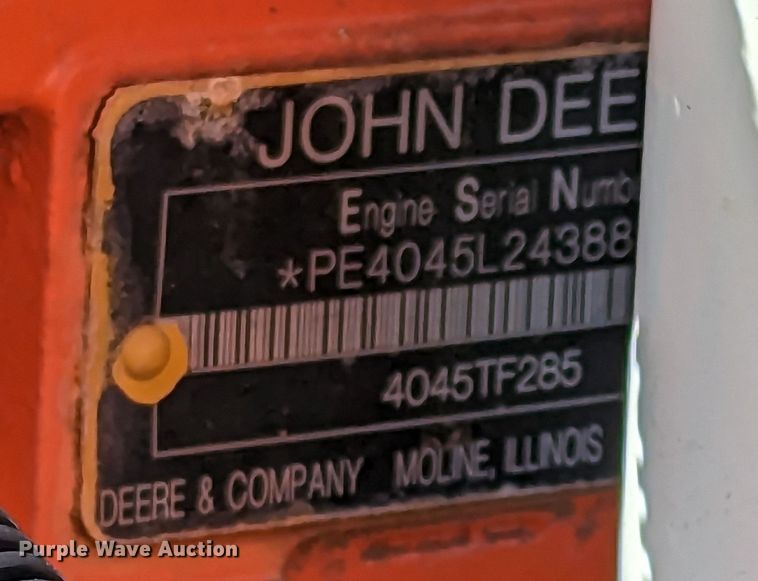 JOHN DEE
Engine Serial Numb
*PE4045L24388
4045TF285
DEERE & COMPANY MOLINE, ILLINOIS
Purple Wave Auction